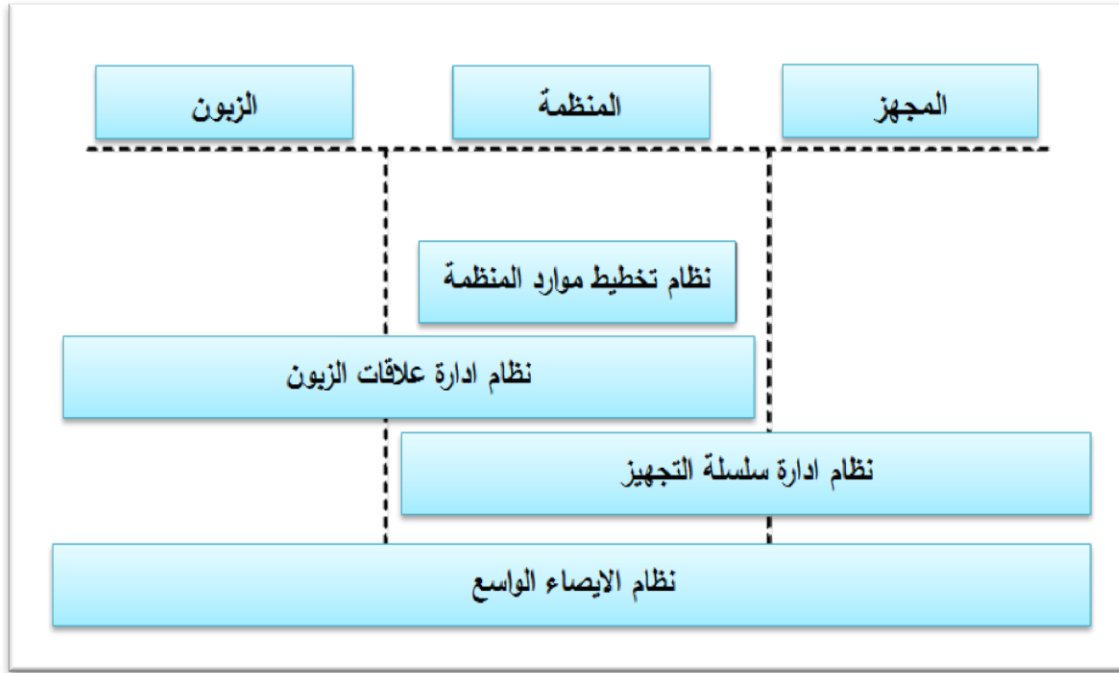 المجهز
المنظمة
الزبون
نظام تخطيط موارد المنظمة
نظام ادارة علاقات الزبون
نظام ادارة سلسلة التجهيز
نظام الايصاء الواسع